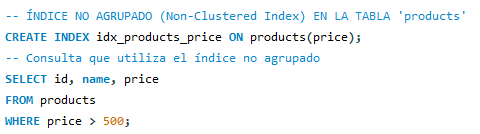 -- ÍNDICE NO AGRUPADO (Non-Clustered Index) EN LA TABLA 'products'
CREATE INDEX idx_products_price ON products(price);
-- Consulta que utiliza el índice no agrupado
SELECT id, name, price
FROM products
WHERE price > 500;